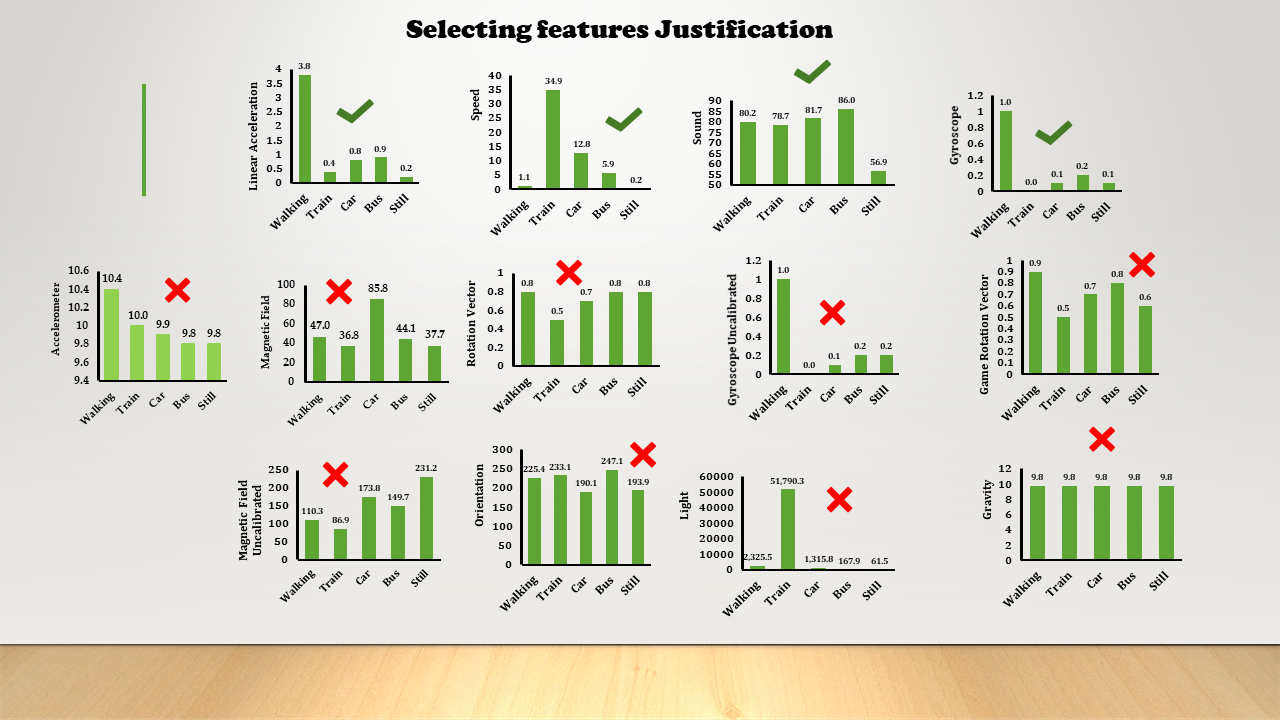 Selecting features Justification
Linear Acceleration
4
3.5
3
2.5
2
1.5
1
0.5
0
3.8
0.4
0.8
0.9
0.2
Walking
Train
Car
Bus
Still
Speed
40
35
30
25
20
15
10
5
0
1.1
34.9
12.8
5.9
0.2
Walking
Train
Car
Bus
Still
Sound
90
85
80
75
70
65
60
55
50
80.2
78.7
81.7
86.0
56.9
Walking
Train
Car
Bus
Still
Gyroscope
1.2
1
0.8
0.6
0.4
0.2
0
1.0
0.0
0.1
0.2
0.1
Walking
Train
Car
Bus
Still
Accelerometer
10.6
10.4
10.2
10
9.8
9.6
9.4
10.4
10.0
9.9
9.8
9.8
Walking
Train
Car
Bus
Still
Magnetic Field
100
80
60
40
20
0
47.0
36.8
85.8
44.1
37.7
Walking
Train
Car
Bus
Still
Rotation Vector
1
0.8
0.6
0.4
0.2
0
0.8
0.5
0.7
0.8
0.8
Walking
Train
Car
Bus
Still
Gyroscope Uncalibrated
1.2
1
0.8
0.6
0.4
0.2
0
1.0
0.0
0.1
0.2
0.2
Walking
Train
Car
Bus
Still
Game Rotation Vector
1
0.9
0.8
0.7
0.6
0.5
0.4
0.3
0.2
0.1
0
0.9
0.5
0.7
0.8
0.6
Walking
Train
Car
Bus
Still
Magnetic Field
Uncalibrated
250
200
150
100
50
0
110.3
86.9
173.8
149.7
231.2
Walking
Train
Car
Bus
Still
Orientation
300
250
200
150
100
50
0
225.4
233.1
190.1
247.1
193.9
Walking
Train
Car
Bus
Still
Light
60000
50000
40000
30000
20000
10000
0
2,325.5
51,790.3
1,315.8
167.9
61.5
Walking
Train
Car
Bus
Still
Gravity
12
10
8
6
4
2
0
9.8
9.8
9.8
9.8
9.8
Walking
Train
Car
Bus
Still